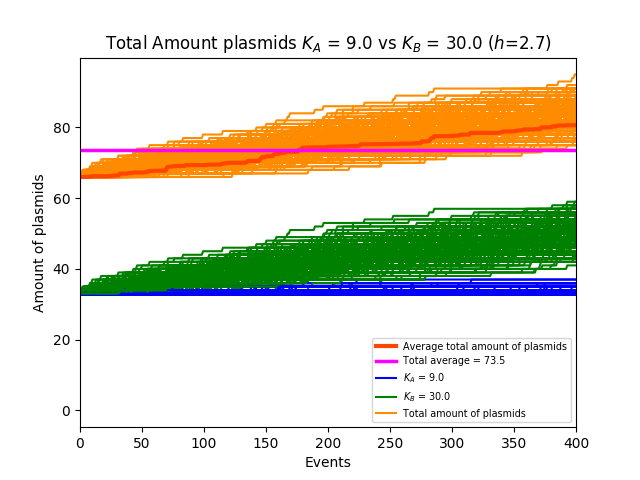 Total Amount plasmids K_A = 9.0 vs K_B = 30.0 (h=2.7)
Amount of plasmids
80
60
40
20
0
Average total amount of plasmids
Total average = 73.5
K_A = 9.0
K_B = 30.0
Total amount of plasmids
0 50 100 150 200 250 300 350 400
Events